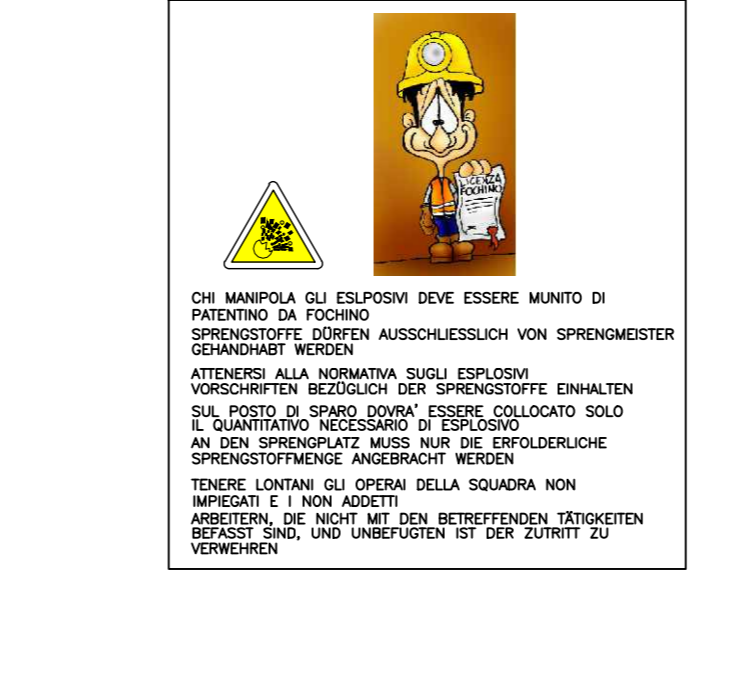 LICENZA
FOCHINO
CHI MANIPOLA GLI ESLPOSIVI DEVE ESSERE MUNITO DI
PATENTINO DA FOCHINO
SPRENGSTOFFE DÜRFEN AUSSCHLIESSLICH VON SPRENGMEISTER
GEHANDHABT WERDEN
ATTENERSI ALLA NORMATIVA SUGLI ESPLOSIVI
VORSCHRIFTEN BEZÜGLICH DER SPRENGSTOFFE EINHALTEN
SUL POSTO DI SPARO DOVRA' ESSERE COLLOCATO SOLO
IL QUANTITATIVO NECESSARIO DI ESPLOSIVO
AN DEN SPRENGPLATZ MUSS NUR DIE ERFOLDERLICHE
SPRENGSTOFFMENGE ANGEBRACHT WERDEN
TENERE LONTANI GLI OPERAI DELLA SQUADRA NON
IMPIEGATI E I NON ADDETTI
ARBEITERN, DIE NICHT MIT DEN BETREFFENDEN TÄTIGKEITEN
BEFASST SIND, UND UNBEFUGTEN IST DER ZUTRITT ZU
VERWEHREN